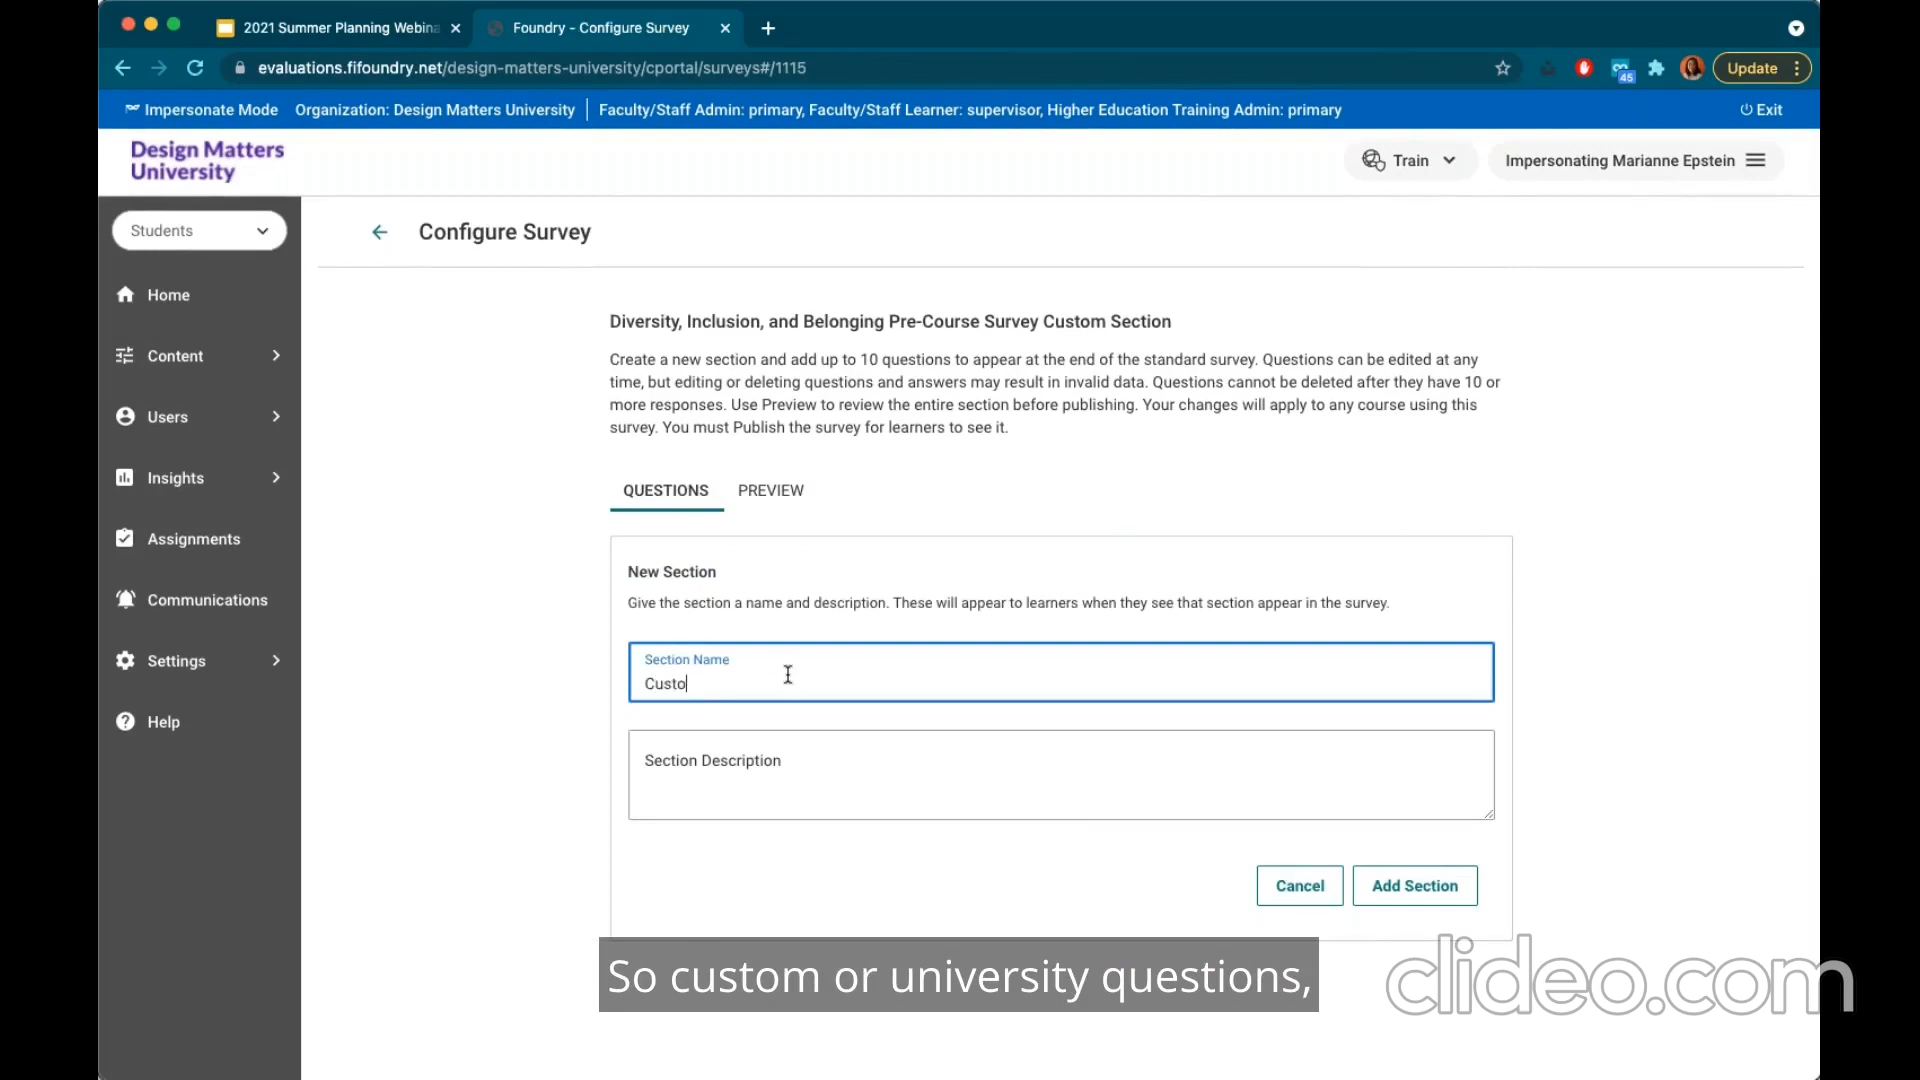 2021 Summer Planning Webina
Foundry - Configure Survey
evaluations.fifoundry.net/design-matters-university/cportal/surveys#/1115
45
Update
Impersonate Mode Organization: Design Matters University Faculty/Staff Admin: primary, Faculty/Staff Learner: supervisor, Higher Education Training Admin: primary
Exit
Design Matters
University
Train
Impersonating Marianne Epstein
Students
Home
Content
Users
Insights
Assignments
Communications
Settings
Help
Configure Survey
Diversity, Inclusion, and Belonging Pre-Course Survey Custom Section
Create a new section and add up to 10 questions to appear at the end of the standard survey. Questions can be edited at any
time, but editing or deleting questions and answers may result in invalid data. Questions cannot be deleted after they have 10 or
more responses. Use Preview to review the entire section before publishing. Your changes will apply to any course using this
survey. You must Publish the survey for learners to see it.
QUESTIONS PREVIEW
New Section
Give the section a name and description. These will appear to learners when they see that section appear in the survey.
Section Name
Custo
Section Description
Cancel Add Section
So custom or university questions,
clideo.com